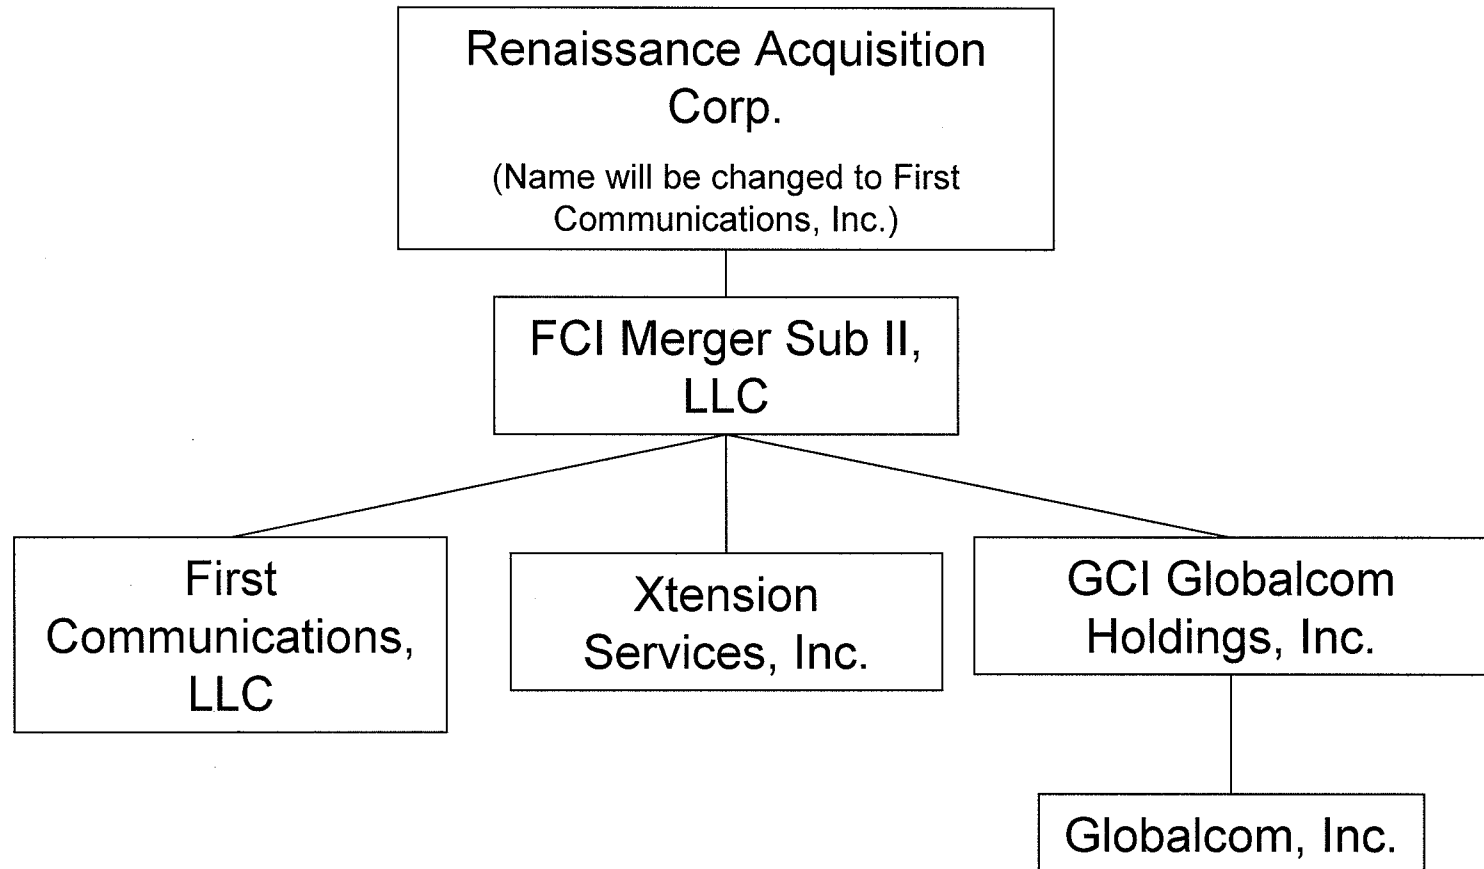 Renaissance Acquisition
Corp.
(Name will be changed to First
Communications, Inc.)
FCI Merger Sub II,
LLC
First
Communications,
LLC
Xtension
Services, Inc.
GCI Globalcom
Holdings, Inc.
Globalcom, Inc.